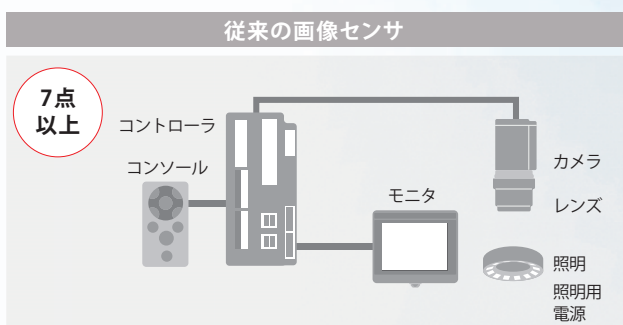 従来の画像センサ
7点
以上
コントローラ
コンソール
モニタ
カメラ
レンズ
照明
照明用
電源